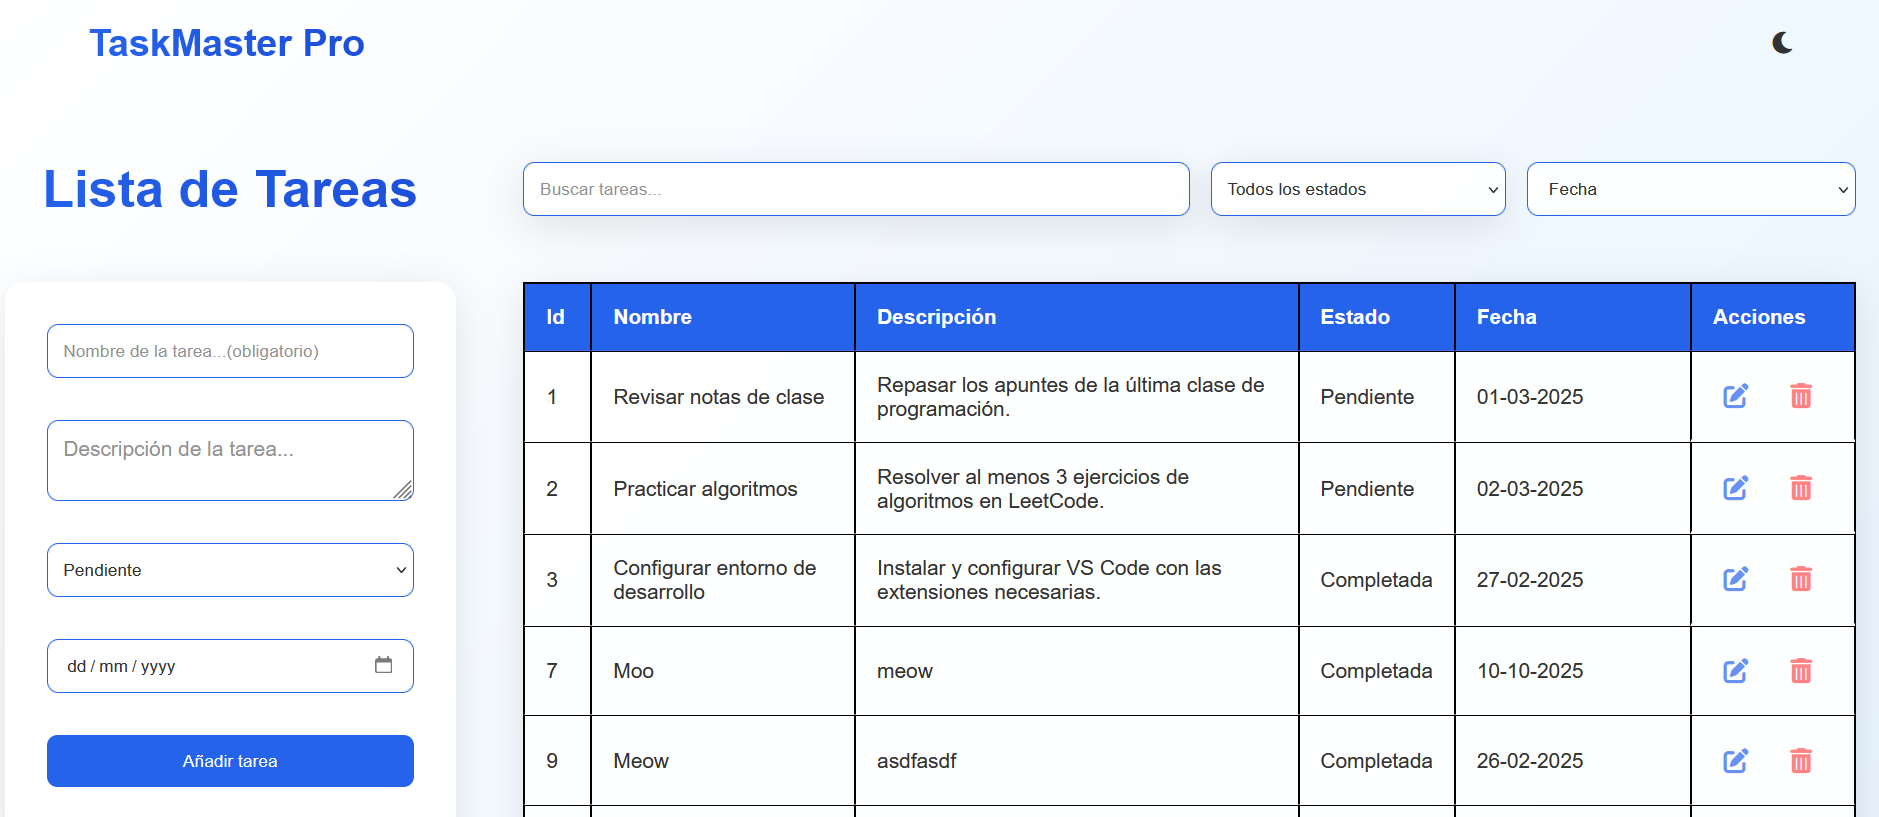 TaskMaster Pro
Lista de Tareas
Buscar tareas...
Todos los estados
Fecha
Nombre de la tarea...(obligatorio)
Descripción de la tarea...
Pendiente
dd / mm / yyyy
Añadir tarea
Id Nombre Descripción Estado Fecha Acciones
1 Revisar notas de clase Repasar los apuntes de la última clase de
programación. Pendiente 01-03-2025
2 Practicar algoritmos Resolver al menos 3 ejercicios de
algoritmos en LeetCode. Pendiente 02-03-2025
3 Configurar entorno de
desarrollo Instalar y configurar VS Code con las
extensiones necesarias. Completada 27-02-2025
7 Moo meow Completada 10-10-2025
9 Meow asdfasdf Completada 26-02-2025